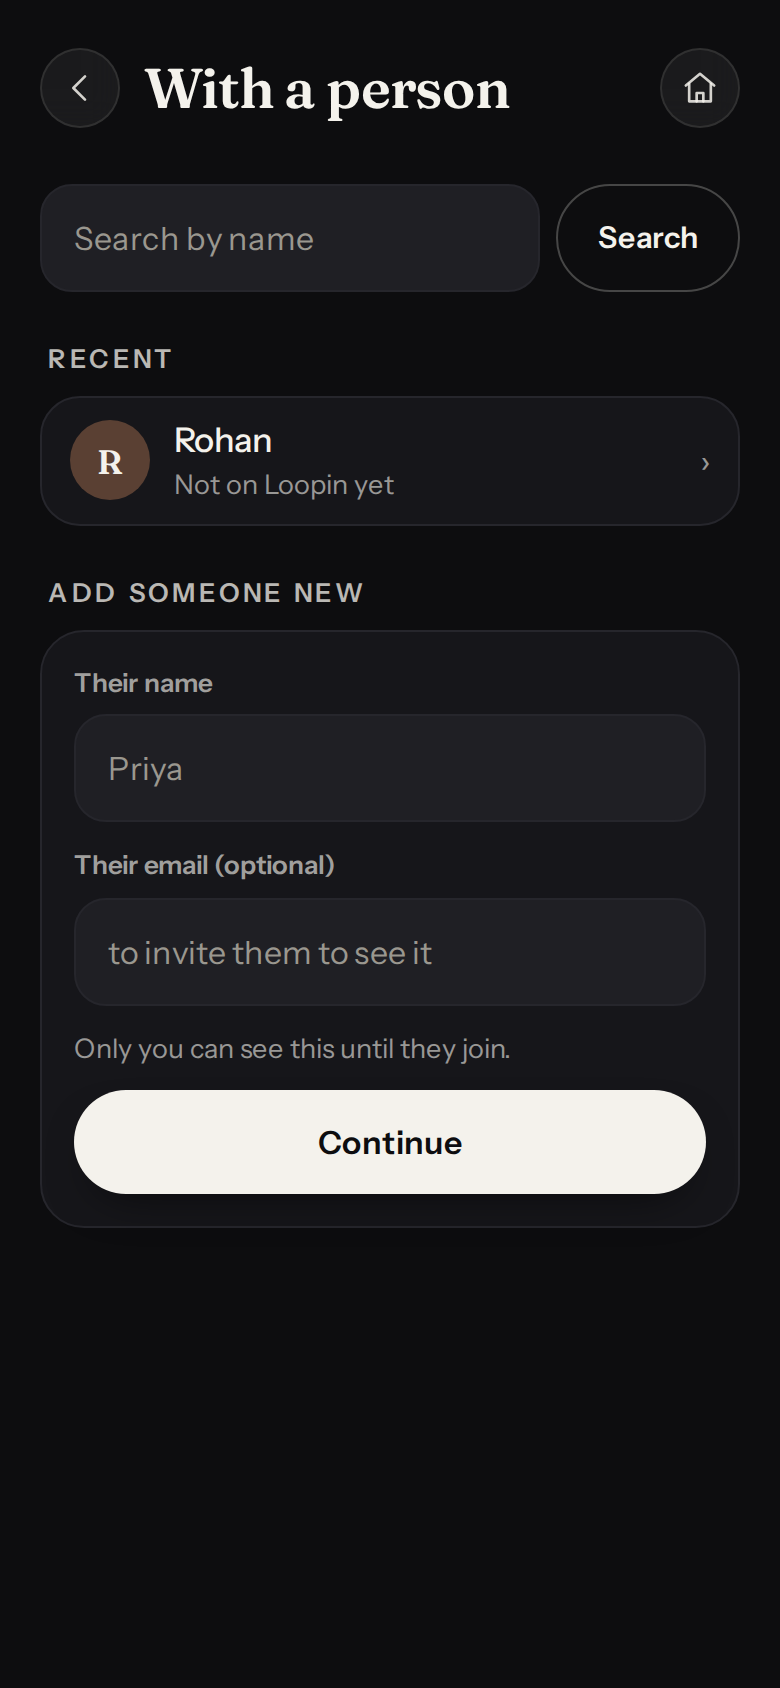 With a person
Search by name
Search
RECENT
R
Rohan
Not on Loopin yet
›
ADD SOMEONE NEW
Their name
Priya
Their email (optional)
to invite them to see it
Only you can see this until they join.
Continue